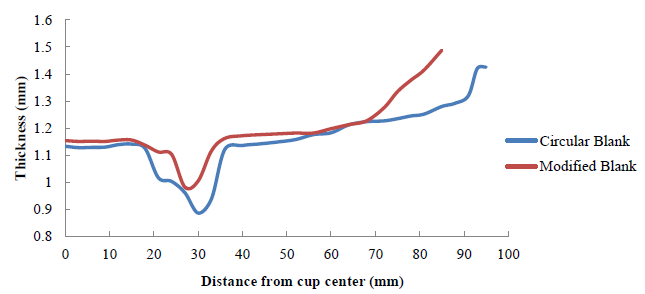 1.6
1.5
1.4
1.3
1.2
1.1
1
0.9
0.8
Thickness (mm)
0 10 20 30 40 50 60 70 80 90 100
Distance from cup center (mm)
Circular Blank
Modified Blank